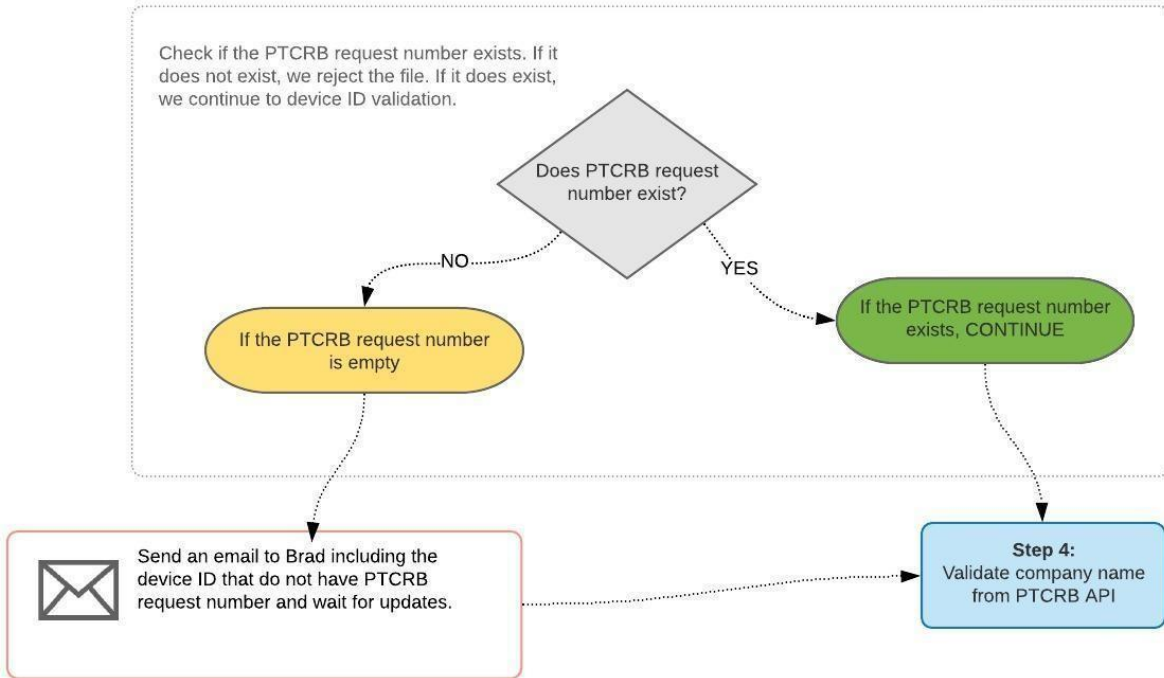 Check if the PTCRB request number exists. If it
does not exist, we reject the file. If it does exist,
we continue to device ID validation.
Does PTCRB request
number exist?
NO
YES
If the PTCRB request number
is empty
If the PTCRB request number
exists, CONTINUE
Send an email to Brad including the
device ID that do not have PTCRB
request number and wait for updates.
Step 4:
Validate company name
from PTCRB API